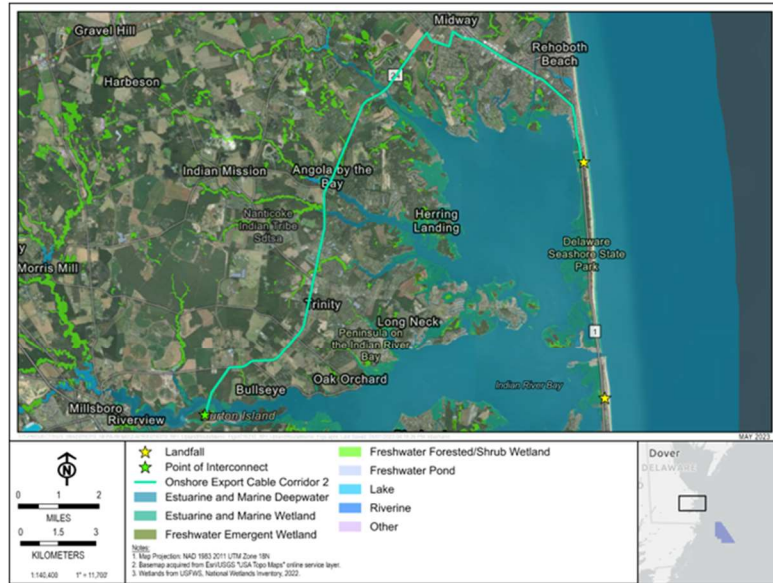 Midway
Gravel Hill
Rehoboth
Beach
Harbeson
24
Indian Mission
Angola by the
Bay
Nanticoke
Indian Tribe
Sdtsa
Herring
Landing
Delaware
Seashore State
Park
y
Morris Mill
Trinity
Long Neck
Peninsula on
the Indian River
Bay
1
Oak Orchard
Indian River Bay
Bullseye
Millsboro
Riverview
Burton Island
MAY 2023
N
0 1 2
MILES
0 1.5 3
KILOMETERS
1:140,400 1" = 11,700'
Landfall
Point of Interconnect
Onshore Export Cable Corridor 2
Estuarine and Marine Deepwater
Estuarine and Marine Wetland
Freshwater Emergent Wetland
Freshwater Forested/Shrub Wetland
Freshwater Pond
Lake
Riverine
Other
Notes:
1. Map Projection: NAD 1983 2011 UTM Zone 18N
2. Basemap acquired from Esri/USGS "USA Topo Maps" online service layer.
3. Wetlands from USFWS, National Wetlands Inventory, 2022.
Dover
DELAWARE